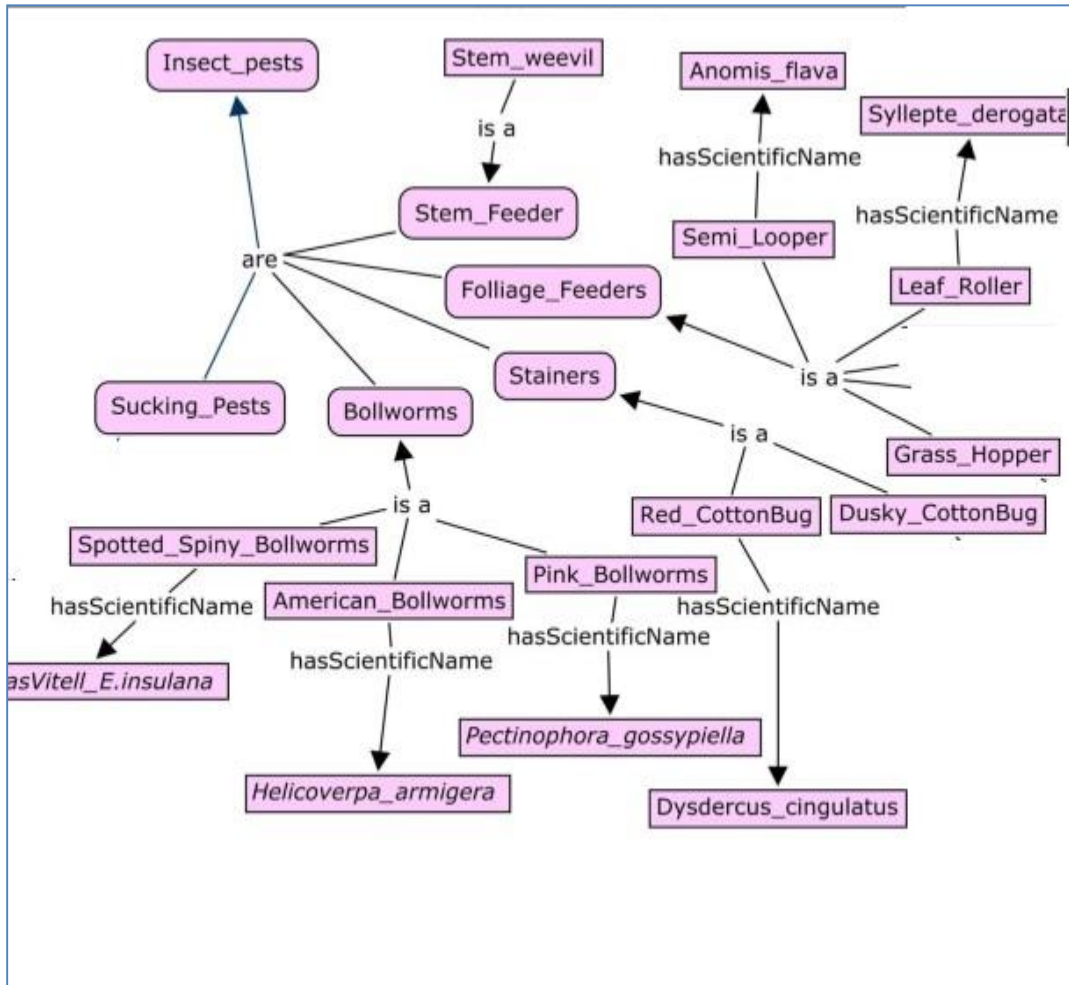 Insect_pests
Stem_weevil
Anomis_flava
Syllepte_derogata
is a
hasScientificName
hasScientificName
Stem_Feeder
Semi_Looper
are
Folliage_Feeders
Leaf_Roller
Stainers
is a
Sucking_Pests
Bollworms
is a
Grass_Hopper
is a
Red_CottonBug
Dusky_CottonBug
Spotted_Spiny_Bollworms
Pink_Bollworms
American_Bollworms
hasScientificName
hasScientificName
hasScientificName
hasScientificName
asVitell_E.insulana
Pectinophora_gossypiella
Helicoverpa_armigera
Dysdercus_cingulatus